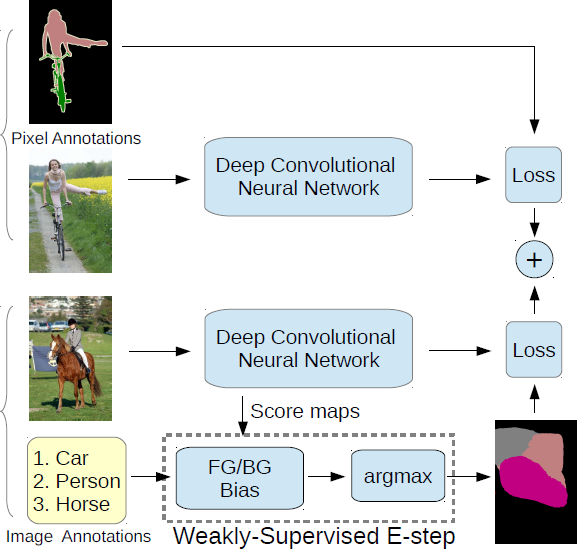 Pixel Annotations
Deep Convolutional
Neural Network
Loss
+
Deep Convolutional
Neural Network
Loss
Score maps
1. Car
2. Person
3. Horse
FG/BG
Bias
argmax
Image Annotations
Weakly-Supervised E-step